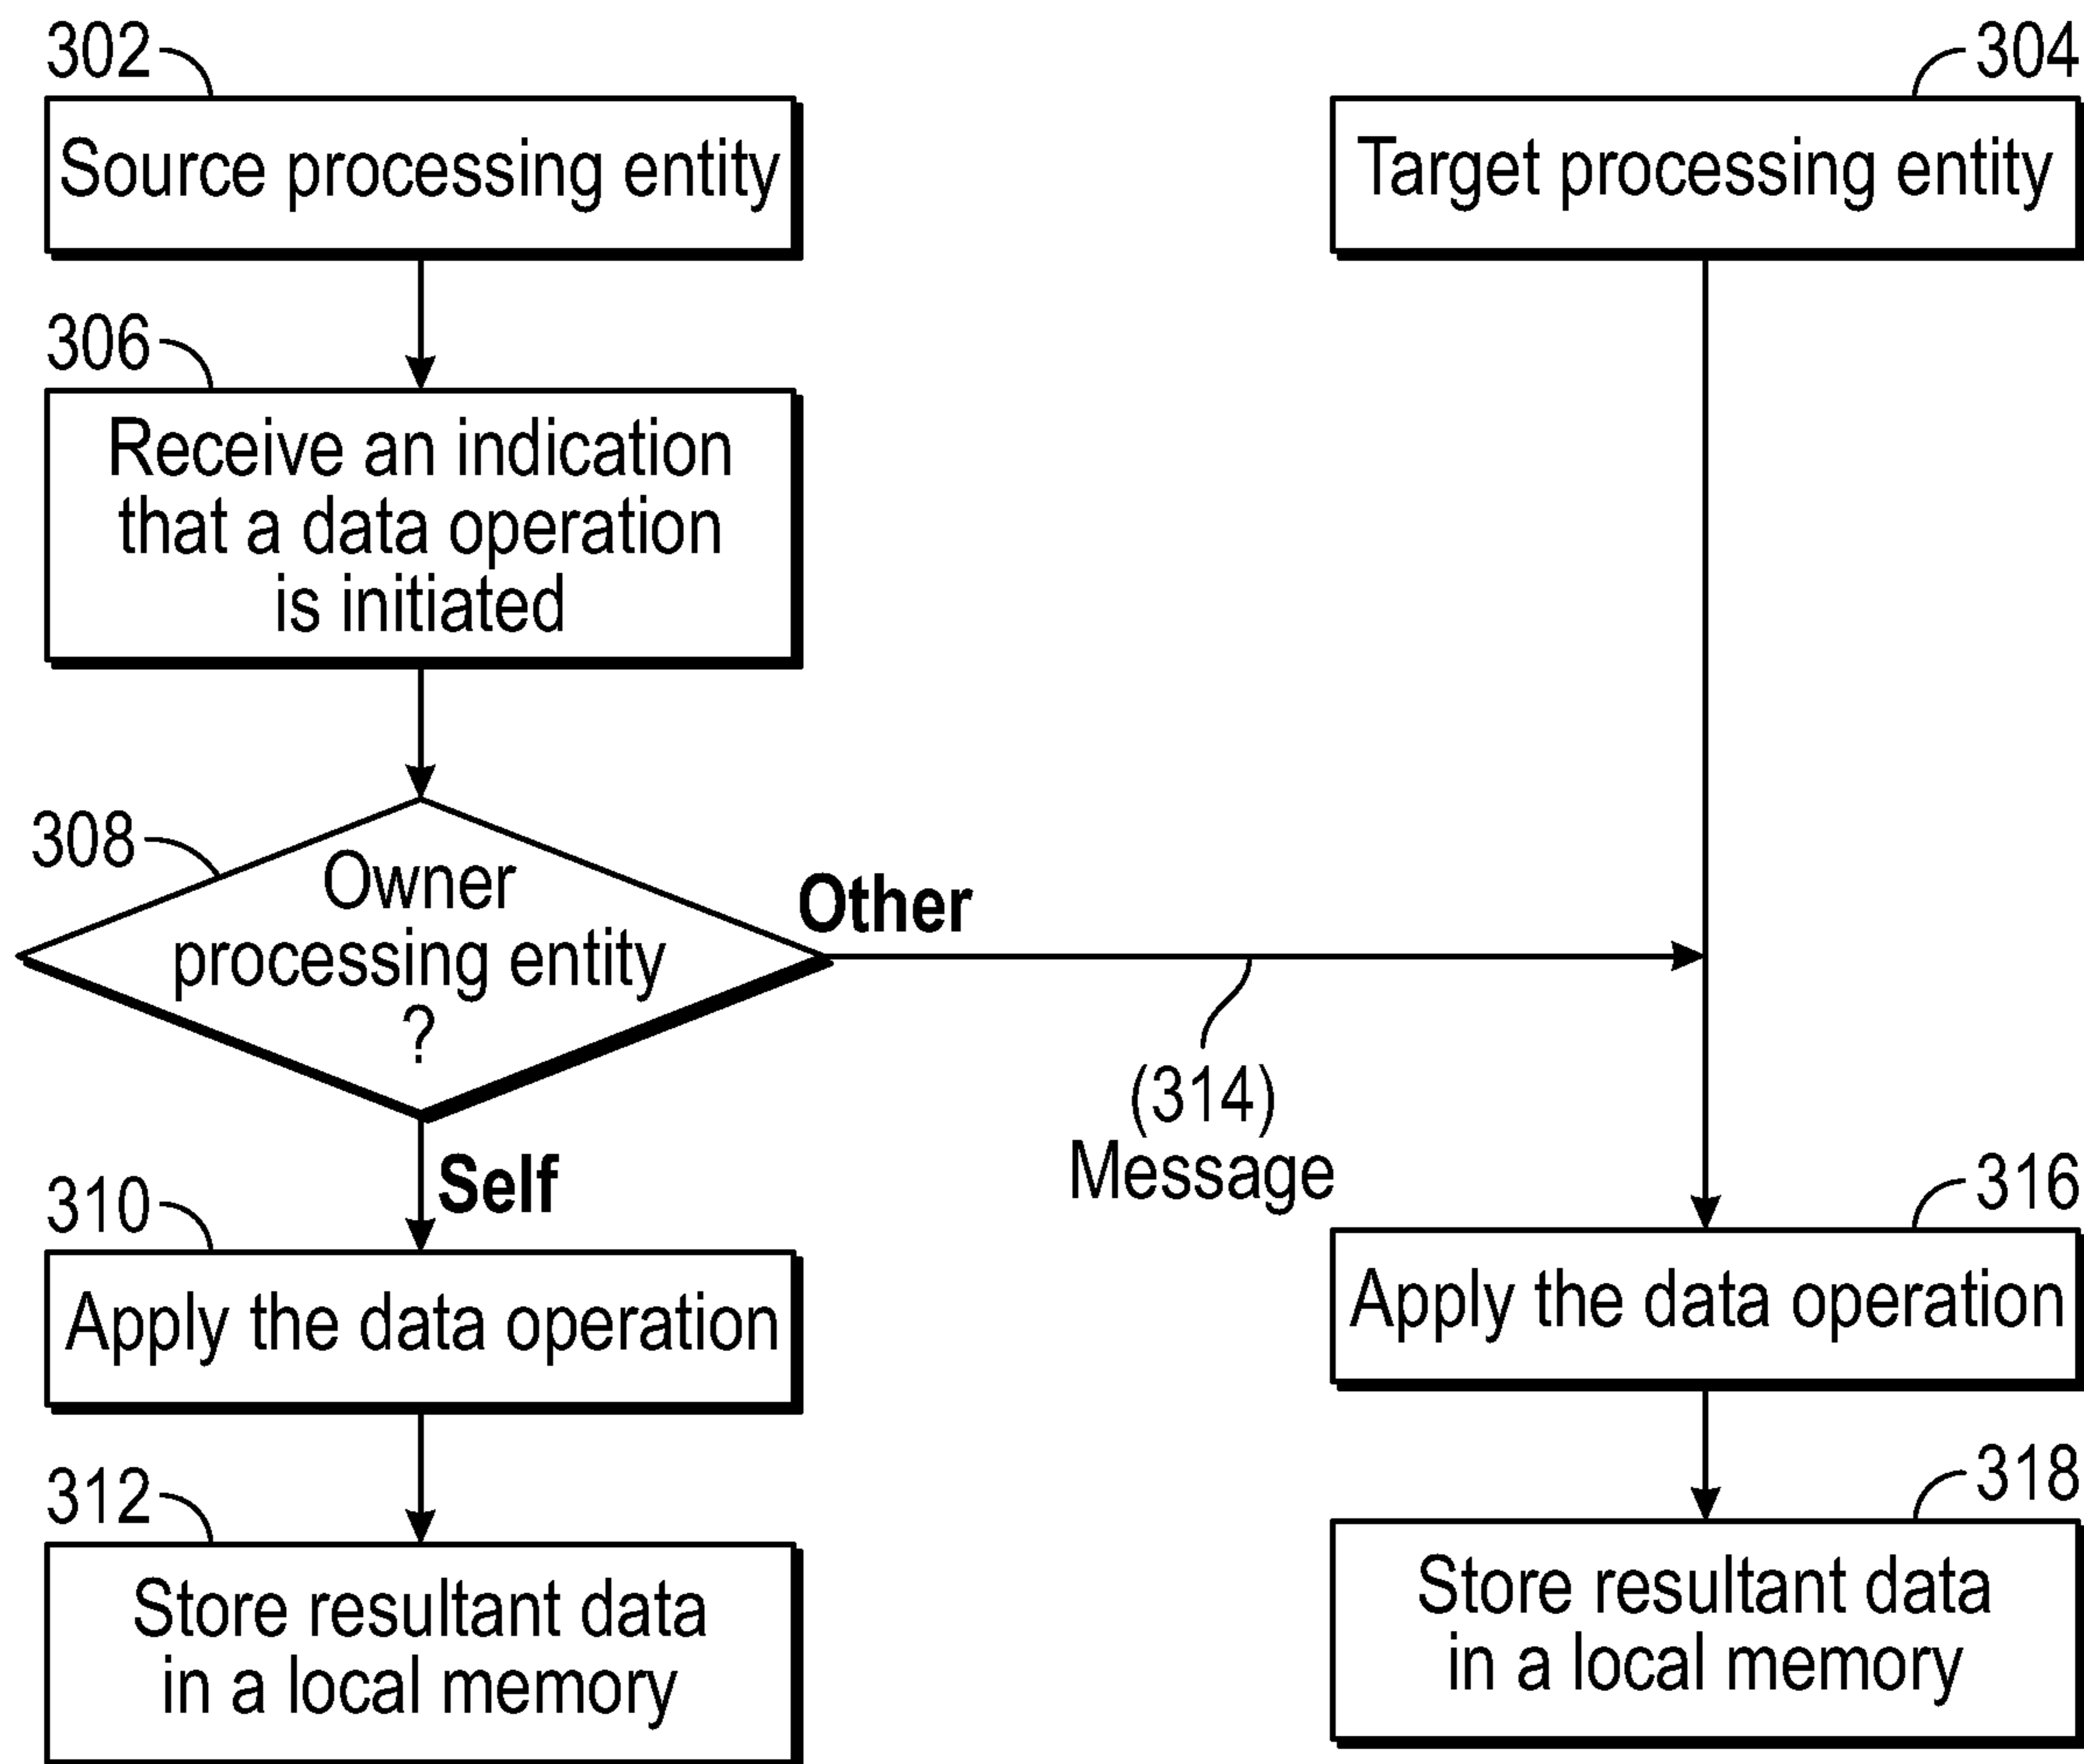 302
Source processing entity
304
Target processing entity
306
Receive an indication
that a data operation
is initiated
308
Owner
processing entity
?
Other
(314)
Message
Self
310
Apply the data operation
316
Apply the data operation
312
Store resultant data
in a local memory
318
Store resultant data
in a local memory